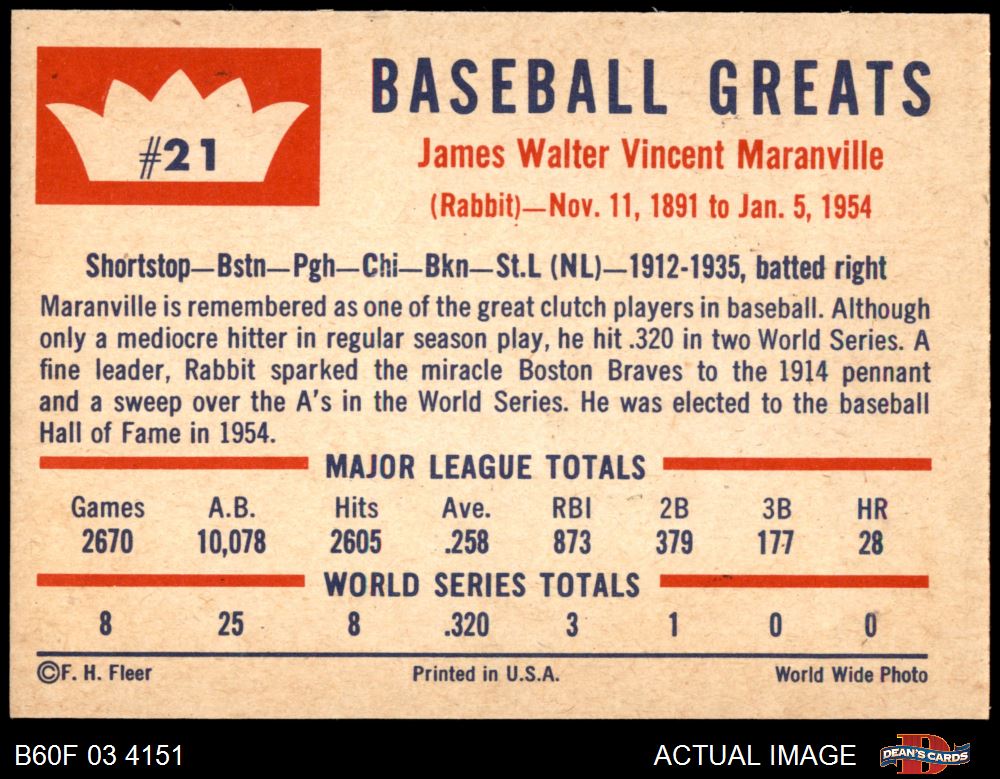 #21
BASEBALL GREATS
James Walter Vincent Maranville
(Rabbit)—Nov. 11, 1891 to Jan. 5, 1954
Shortstop—Bstn—Pgh—Chi—Bkn—St.L (NL)—1912-1935, batted right
Maranville is remembered as one of the great clutch players in baseball. Although
only a mediocre hitter in regular season play, he hit .320 in two World Series. A
fine leader, Rabbit sparked the miracle Boston Braves to the 1914 pennant
and a sweep over the A's in the World Series. He was elected to the baseball
Hall of Fame in 1954.
MAJOR LEAGUE TOTALS
Games A.B. Hits Ave. RBI 2B 3B HR
2670 10,078 2605 .258 873 379 177 28
WORLD SERIES TOTALS
8 25 8 .320 3 1 0 0
©F. H. Fleer Printed in U.S.A. World Wide Photo
B60F 03 4151 ACTUAL IMAGE DEAN'S CARDS